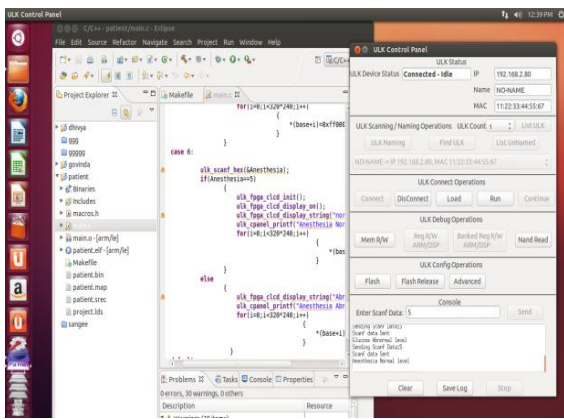 ULK Control Panel
12:39PM
C/C++ - patient/main.c - Eclipse
File Edit Source Refactor Navigate Search Project Run Window Help
C/C++
Project Explorer
Makefile
main.c
dhivya
ggg
ggggg
govinda
patient
Binaries
Includes
macros.h
main.o - [arm/le]
patient.elf - [arm/le]
Makefile
patient.bin
patient.map
patient.srec
project.lds
sangee
for(i=0;i<320*240;i++)
{
*(base+i)=0xff000
}
}
case 6:
ulk_scanf_hex(&Anesthesia);
if(Anesthesia==5)
{
ulk_fpga_clcd_init();
ulk_fpga_clcd_display_on();
ulk_fpga_clcd_display_string("nor
ulk_cpanel_printf("Anesthesia Nor
for(i=0;i<320*240;i++)
{
*(bas
}
}
else
{
ulk_fpga_clcd_display_string("Abr
ulk_cpanel_printf("Anesthesia Abr
for(i=0;i<320*240;i++)
{
*(base+i)
}
}
Problems Tasks Console Properties
0 errors, 30 warnings, 0 others
Description Resource
ULK Control Panel
ULK Status
ULK Device Status Connected - Idle IP 192.168.2.80
Name NO-NAME
MAC 11:22:33:44:55:67
ULK Scanning / Naming Operations ULK Count 1 List ULK
ULK Naming Find ULK List Unnamed
NO-NAME -> IP 192.168.2.80, MAC 11:22:33:44:55:67
ULK Connect Operations
Connect DisConnect Load Run Continue
ULK Debug Operations
Mem R/W Reg R/W ARM/DSP Banked Reg R/W ARM/DSP Nand Read
ULK Config Operations
Flash Flash Release Advanced
Console
Enter Scanf Data: 5 Send
Sending Scanf Data:5
Scanf data Sent
Glucose Abnormal level
Sending Scanf Data:5
Scanf data Sent
Anesthesia Normal level
Clear Save Log Stop